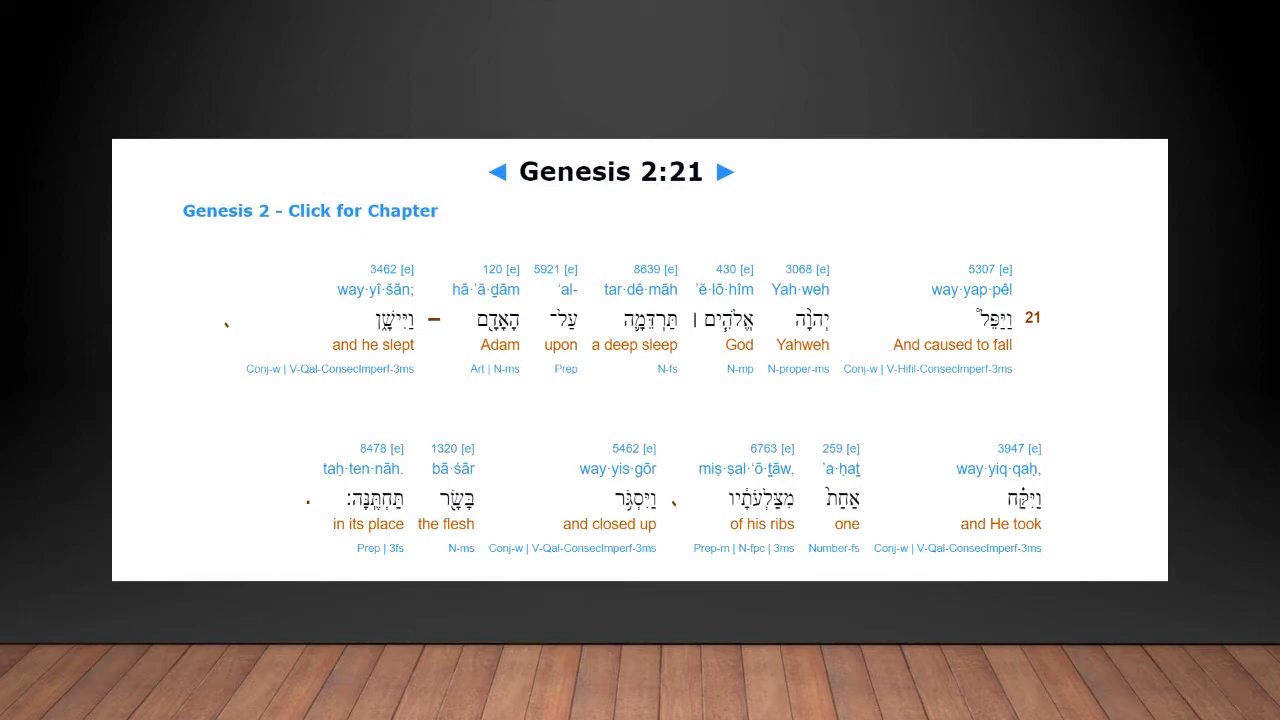 ◄ Genesis 2:21 ►
Genesis 2 - Click for Chapter
3462 [e] 120 [e] 5921 [e] 8639 [e] 430 [e] 3068 [e] 5307 [e]
way·yî·šān; hā·’ā·ḏām ‘al- tar·dê·māh ’ĕ·lō·hîm Yah·weh way·yap·pêl
21 וַיַּפֵּל֩ יְהוָ֨ה אֱלֹהִ֧ים ׀ תַּרְדֵּמָ֛ה עַל־ הָאָדָ֖ם – וַיִּישָׁ֑ן 、
and he slept Adam upon a deep sleep God Yahweh And caused to fall
Conj-w | V-Qal-ConsecImperf-3ms Art | N-ms Prep N-fs N-mp N-proper-ms Conj-w | V-Hifil-ConsecImperf-3ms
8478 [e] 1320 [e] 5462 [e] 6763 [e] 259 [e] 3947 [e]
taḥ·ten·nāh. bā·śār way·yis·gōr miṣ·ṣal·‘ō·ṯāw, ’a·ḥaṯ way·yiq·qaḥ,
וַיִּקַּ֗ח אַחַת֙ מִצַּלְעֹתָ֔יו 、 וַיִּסְגֹּ֥ר בָּשָׂ֖ר תַּחְתֶּֽנָּה׃ .
in its place the flesh and closed up of his ribs one and He took
Prep | 3fs N-ms Conj-w | V-Qal-ConsecImperf-3ms Prep-m | N-fpc | 3ms Number-fs Conj-w | V-Qal-ConsecImperf-3ms